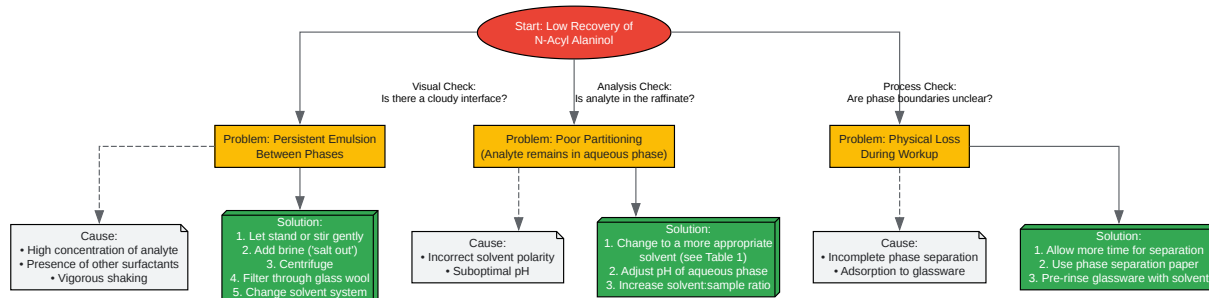 Start: Low Recovery of
N-Acyl Alaninol
Visual Check:
Is there a cloudy interface?
Analysis Check:
Is analyte in the raffinate?
Process Check:
Are phase boundaries unclear?
Problem: Persistent Emulsion
Between Phases
Problem: Poor Partitioning
(Analyte remains in aqueous phase)
Problem: Physical Loss
During Workup
Cause:
• High concentration of analyte
• Presence of other surfactants
• Vigorous shaking
Solution:
1. Let stand or stir gently
2. Add brine ('salt out')
3. Centrifuge
4. Filter through glass wool
5. Change solvent system
Cause:
• Incorrect solvent polarity
• Suboptimal pH
Solution:
1. Change to a more appropriate
solvent (see Table 1)
2. Adjust pH of aqueous phase
3. Increase solvent:sample ratio
Cause:
• Incomplete phase separation
• Adsorption to glassware
Solution:
1. Allow more time for separation
2. Use phase separation paper
3. Pre-rinse glassware with solvent